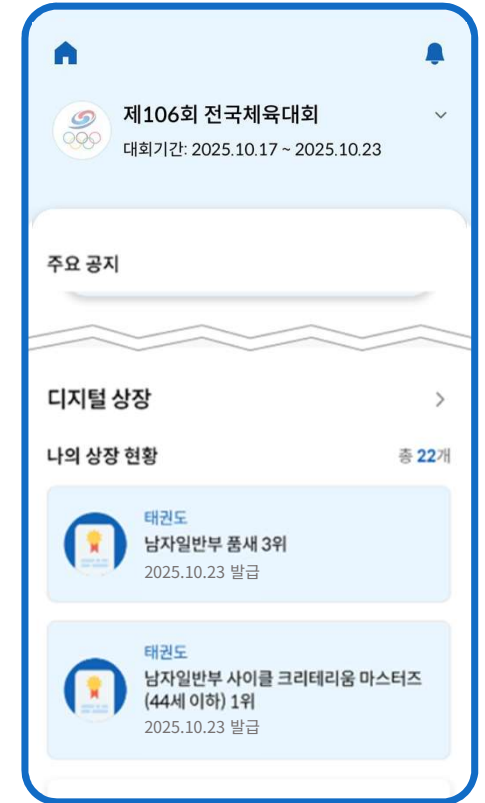 제106회 전국체육대회
대회기간: 2025.10.17 ~ 2025.10.23
주요 공지
디지털 상장
나의 상장 현황
총 22개
태권도
남자일반부 품새 3위
2025.10.23 발급
태권도
남자일반부 사이클 크리테리움 마스터즈
(44세 이하) 1위
2025.10.23 발급